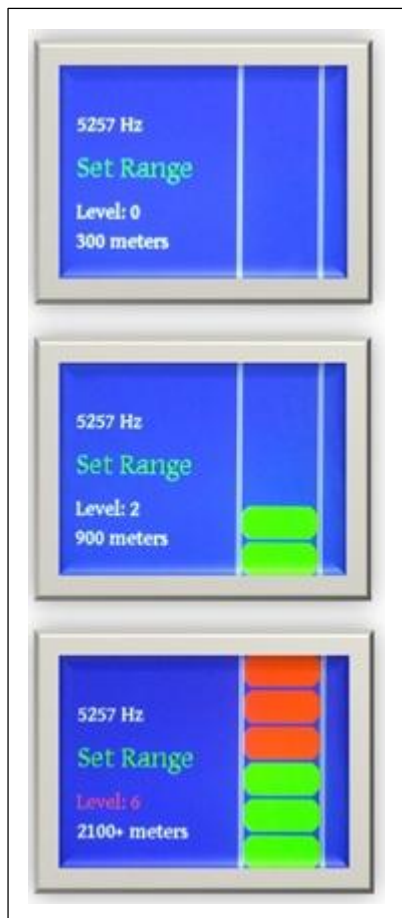 5257 Hz
Set Range
Level: 0
300 meters
5257 Hz
Set Range
Level: 2
900 meters
5257 Hz
Set Range
Level: 6
2100+ meters